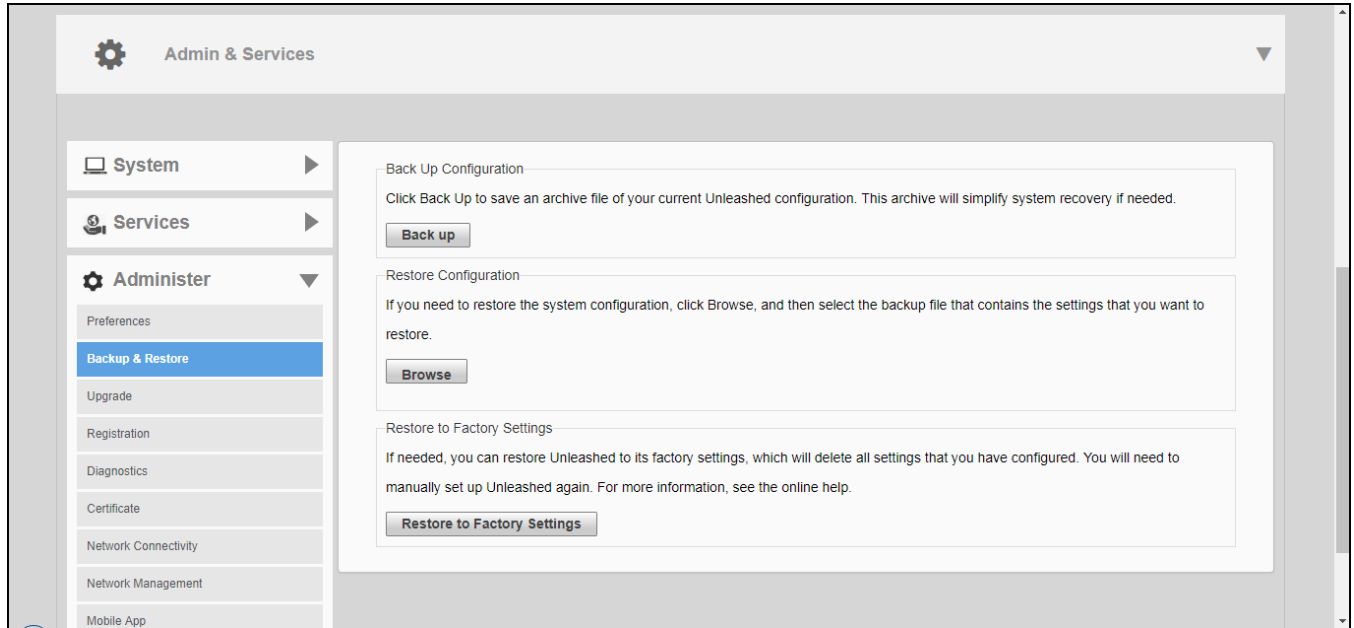 Admin & Services
System
Services
Administer
Preferences
Backup & Restore
Upgrade
Registration
Diagnostics
Certificate
Network Connectivity
Network Management
Mobile App
Back Up Configuration
Click Back Up to save an archive file of your current Unleashed configuration. This archive will simplify system recovery if needed.
Back up
Restore Configuration
If you need to restore the system configuration, click Browse, and then select the backup file that contains the settings that you want to
restore.
Browse
Restore to Factory Settings
If needed, you can restore Unleashed to its factory settings, which will delete all settings that you have configured. You will need to
manually set up Unleashed again. For more information, see the online help.
Restore to Factory Settings